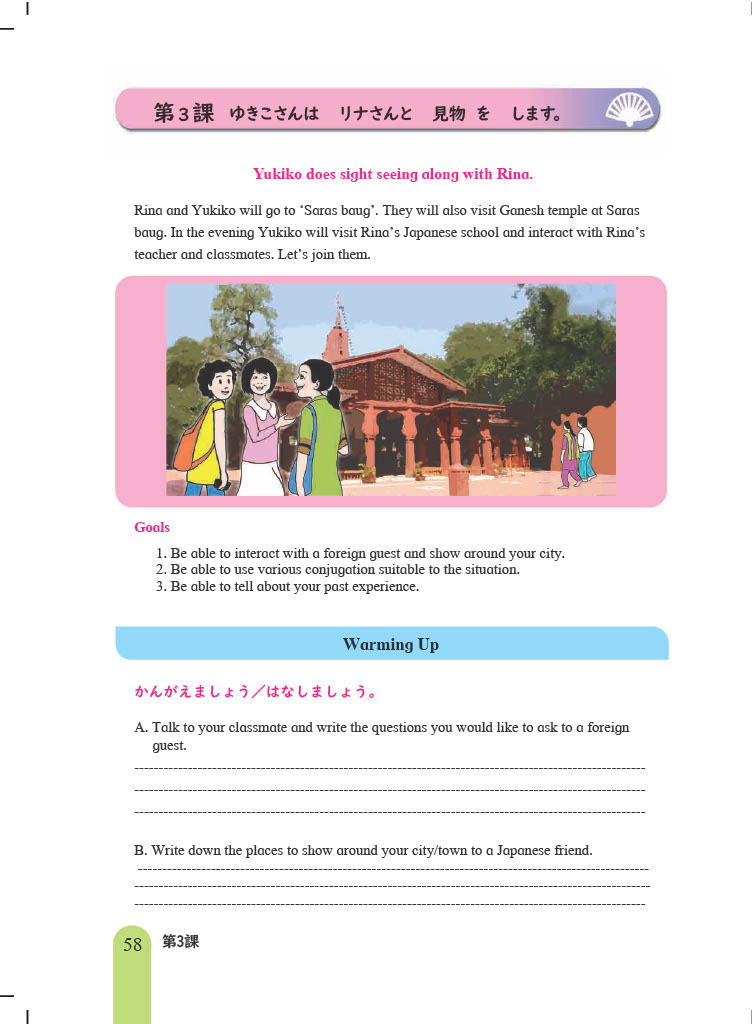 第３課 ゆきこさんは リナさんと 見物 を します。
Yukiko does sight seeing along with Rina.
Rina and Yukiko will go to ‘Saras baug’. They will also visit Ganesh temple at Saras
baug. In the evening Yukiko will visit Rina’s Japanese school and interact with Rina’s
teacher and classmates. Let’s join them.
Goals
1. Be able to interact with a foreign guest and show around your city.
2. Be able to use various conjugation suitable to the situation.
3. Be able to tell about your past experience.
Warming Up
かんがえましょう／はなしましょう。
A. Talk to your classmate and write the questions you would like to ask to a foreign
guest.
B. Write down the places to show around your city/town to a Japanese friend.
58 第3課